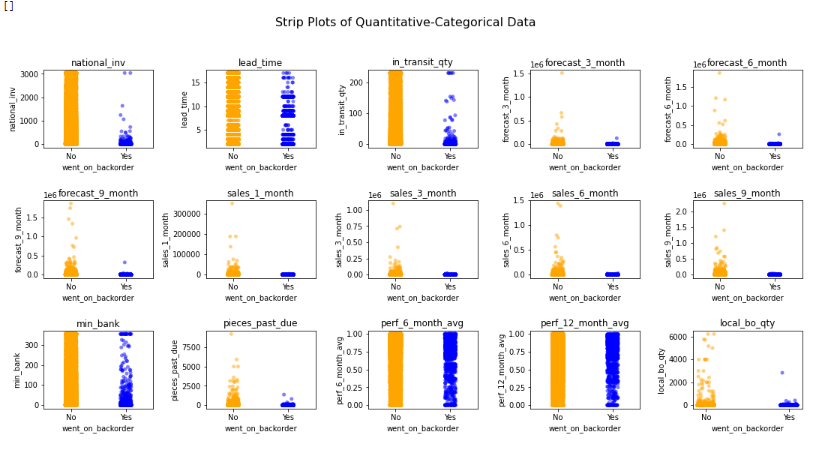 []
Strip Plots of Quantitative-Categorical Data
national_inv lead_time in_transit_qty 1e6 forecast_3_month 1e6 forecast_6_month
national_inv
3000
2000
1000
0
No Yes
went_on_backorder
lead_time
15
10
5
No Yes
went_on_backorder
in_transit_qty
200
100
0
No Yes
went_on_backorder
forecast_3_month
1.5
1.0
0.5
0.0
No Yes
went_on_backorder
forecast_6_month
1.5
1.0
0.5
0.0
No Yes
went_on_backorder
1e6 forecast_9_month sales_1_month 1e6 sales_3_month 1e6 sales_6_month 1e6 sales_9_month
forecast_9_month
1.5
1.0
0.5
0.0
No Yes
went_on_backorder
sales_1_month
300000
200000
100000
0
No Yes
went_on_backorder
sales_3_month
1.00
0.75
0.50
0.25
0.00
No Yes
went_on_backorder
sales_6_month
1.5
1.0
0.5
0.0
No Yes
went_on_backorder
sales_9_month
2.0
1.5
1.0
0.5
0.0
No Yes
went_on_backorder
min_bank pieces_past_due perf_6_month_avg perf_12_month_avg local_bo_qty
min_bank
300
200
100
0
No Yes
went_on_backorder
pieces_past_due
7500
5000
2500
0
No Yes
went_on_backorder
perf_6_month_avg
1.00
0.75
0.50
0.25
0.00
No Yes
went_on_backorder
perf_12_month_avg
1.00
0.75
0.50
0.25
0.00
No Yes
went_on_backorder
local_bo_qty
6000
4000
2000
0
No Yes
went_on_backorder